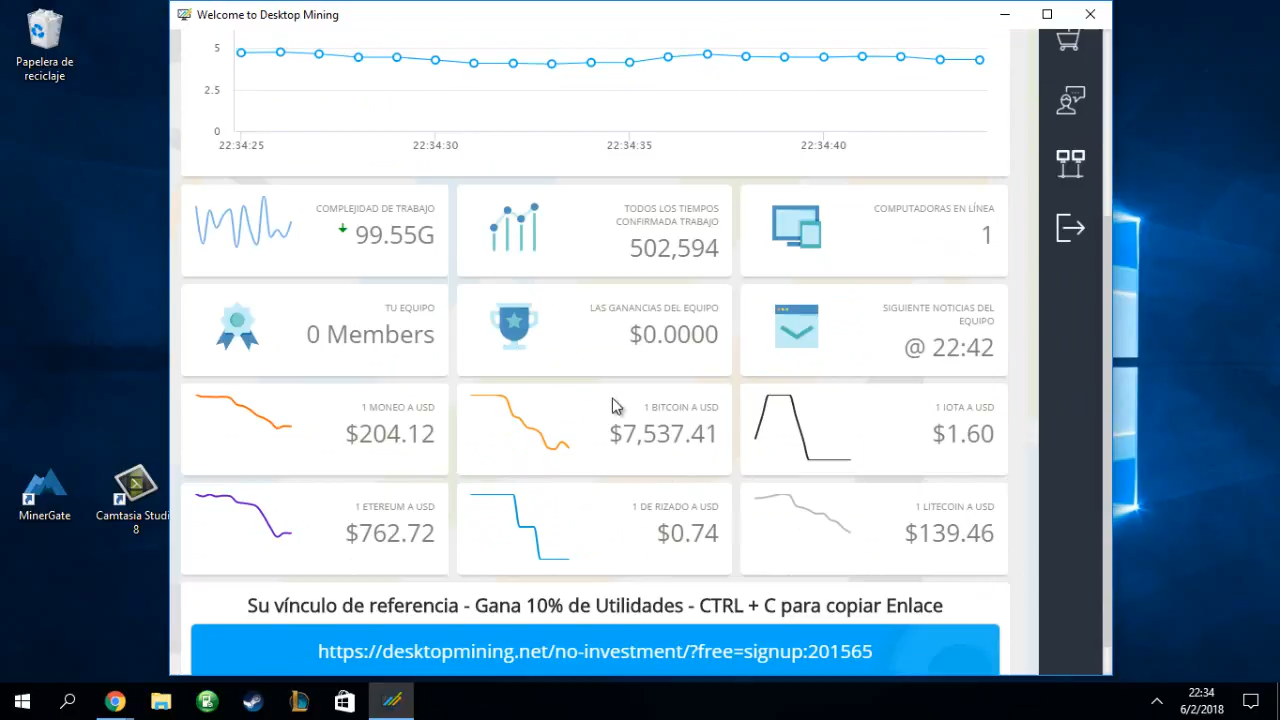 Papelera de
reciclaje
Welcome to Desktop Mining
5
2.5
0
22:34:25
22:34:30
22:34:35
22:34:40
COMPLEJIDAD DE TRABAJO
99.55G
TODOS LOS TIEMPOS
CONFIRMADA TRABAJO
502,594
COMPUTADORAS EN LÍNEA
1
TU EQUIPO
0 Members
LAS GANANCIAS DEL EQUIPO
$0.0000
SIGUIENTE NOTICIAS DEL
EQUIPO
@ 22:42
1 MONEO A USD
$204.12
1 BITCOIN A USD
$7,537.41
1 IOTA A USD
$1.60
MinerGate
Camtasia Studi
8
1 ETEREUM A USD
$762.72
1 DE RIZADO A USD
$0.74
1 LITECOIN A USD
$139.46
Su vínculo de referencia - Gana 10% de Utilidades - CTRL + C para copiar Enlace
https://desktopmining.net/no-investment/?free=signup:201565
22:34
6/2/2018